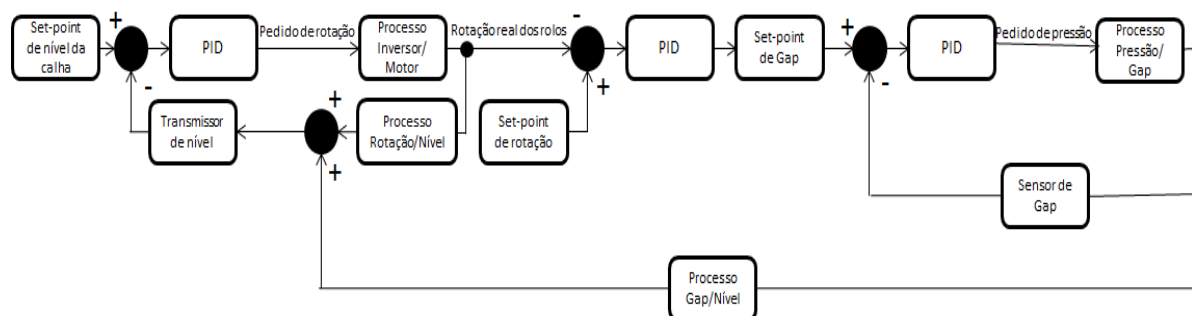 Set-point
de nível da
calha
+
-
PID
Pedido de rotação
Processo
Inversor/
Motor
Rotação real dos rolos
-
+
PID
Set-point
de Gap
+
-
PID
Pedido de pressão
Processo
Pressão/
Gap
Transmissor
de nível
+
+
+
Processo
Rotação/Nível
Set-point
de rotação
Sensor de
Gap
Processo
Gap/Nível